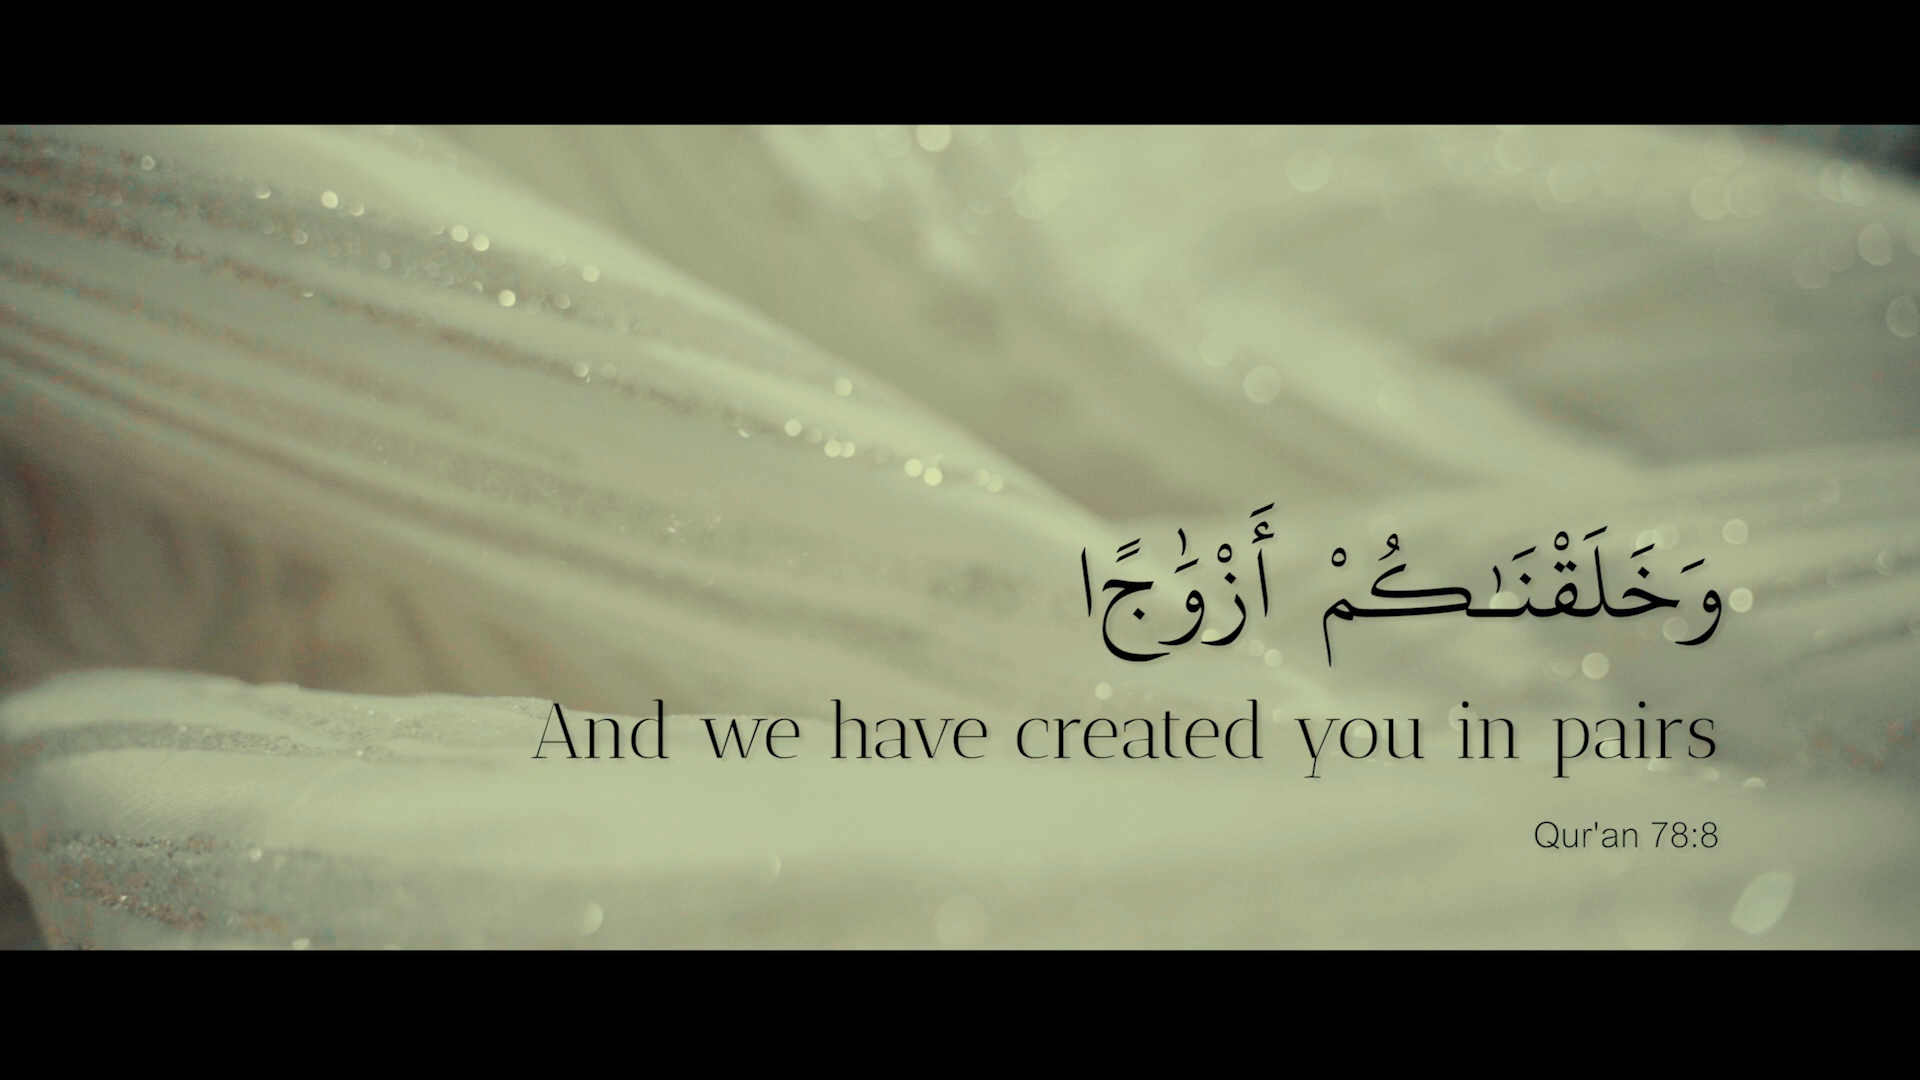 وَخَلَقْنَـٰكُمْ أَزْوَٰجًا
And we have created you in pairs
Qur'an 78:8